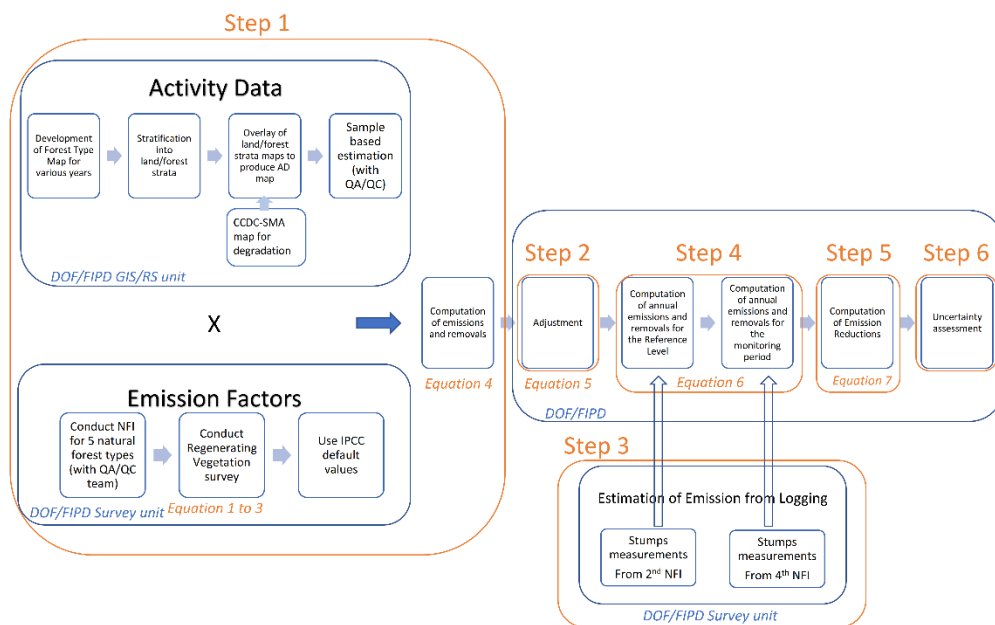 Step 1
Activity Data
Development
of Forest Type
Map for
various years
Stratification
into
land/forest
strata
Overlay of
land/forest
strata maps to
produce AD
map
Sample
based
estimation
(with
QA/QC)
CCDC-SMA
map for
degradation
DOF/FIPD GIS/RS unit
X
Emission Factors
Conduct NFI
for 5 natural
forest types
(with QA/QC
team)
Conduct
Regenerating
Vegetation
survey
Use IPCC
default
values
DOF/FIPD Survey unit
Equation 1 to 3
Computation
of emissions
and removals
Equation 4
Step 2
Adjustment
Equation 5
Step 4
Computation
of annual
emissions and
removals for
the Reference
Level
Computation
of annual
emissions and
removals for
the
monitoring
period
Equation 6
Step 5
Computation
of Emission
Reductions
Equation 7
Step 6
Uncertainty
assessment
DOF/FIPD
Step 3
Estimation of Emission from Logging
Stumps
measurements
From 2nd NFI
Stumps
measurements
From 4th NFI
DOF/FIPD Survey unit